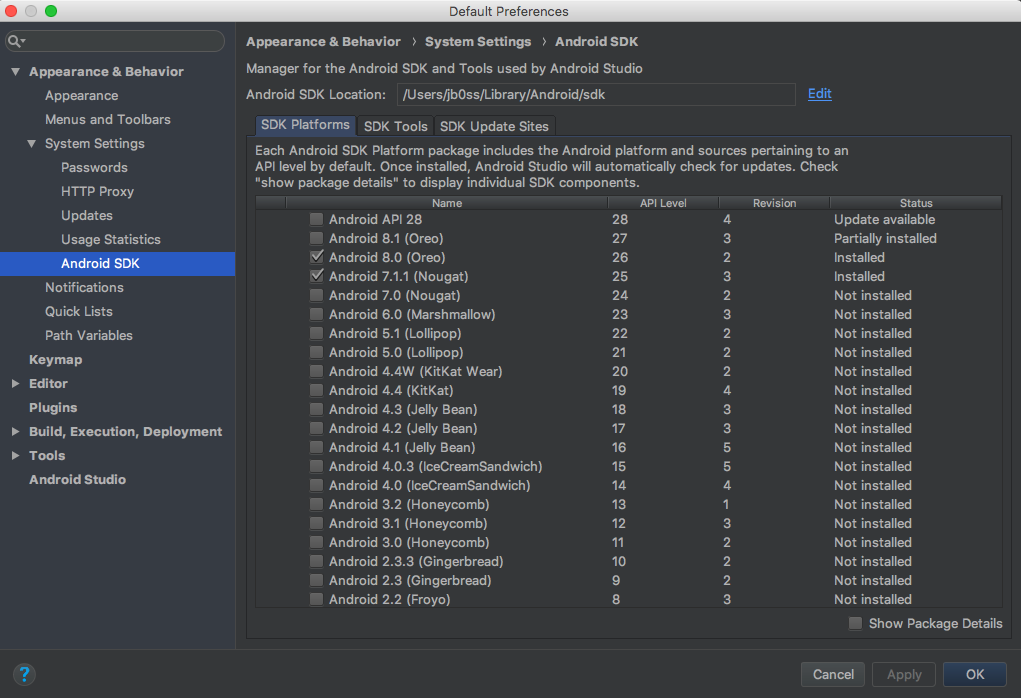 Default Preferences
Appearance & Behavior
Appearance
Menus and Toolbars
System Settings
Passwords
HTTP Proxy
Updates
Usage Statistics
Android SDK
Notifications
Quick Lists
Path Variables
Keymap
Editor
Plugins
Build, Execution, Deployment
Tools
Android Studio
Appearance & Behavior › System Settings › Android SDK
Manager for the Android SDK and Tools used by Android Studio
Android SDK Location: /Users/jb0ss/Library/Android/sdk Edit
SDK Platforms SDK Tools SDK Update Sites
Each Android SDK Platform package includes the Android platform and sources pertaining to an
API level by default. Once installed, Android Studio will automatically check for updates. Check
"show package details" to display individual SDK components.
Name API Level Revision Status
Android API 28 28 4 Update available
Android 8.1 (Oreo) 27 3 Partially installed
Android 8.0 (Oreo) 26 2 Installed
Android 7.1.1 (Nougat) 25 3 Installed
Android 7.0 (Nougat) 24 2 Not installed
Android 6.0 (Marshmallow) 23 3 Not installed
Android 5.1 (Lollipop) 22 2 Not installed
Android 5.0 (Lollipop) 21 2 Not installed
Android 4.4W (KitKat Wear) 20 2 Not installed
Android 4.4 (KitKat) 19 4 Not installed
Android 4.3 (Jelly Bean) 18 3 Not installed
Android 4.2 (Jelly Bean) 17 3 Not installed
Android 4.1 (Jelly Bean) 16 5 Not installed
Android 4.0.3 (IceCreamSandwich) 15 5 Not installed
Android 4.0 (IceCreamSandwich) 14 4 Not installed
Android 3.2 (Honeycomb) 13 1 Not installed
Android 3.1 (Honeycomb) 12 3 Not installed
Android 3.0 (Honeycomb) 11 2 Not installed
Android 2.3.3 (Gingerbread) 10 2 Not installed
Android 2.3 (Gingerbread) 9 2 Not installed
Android 2.2 (Froyo) 8 3 Not installed
Show Package Details
? Cancel Apply OK